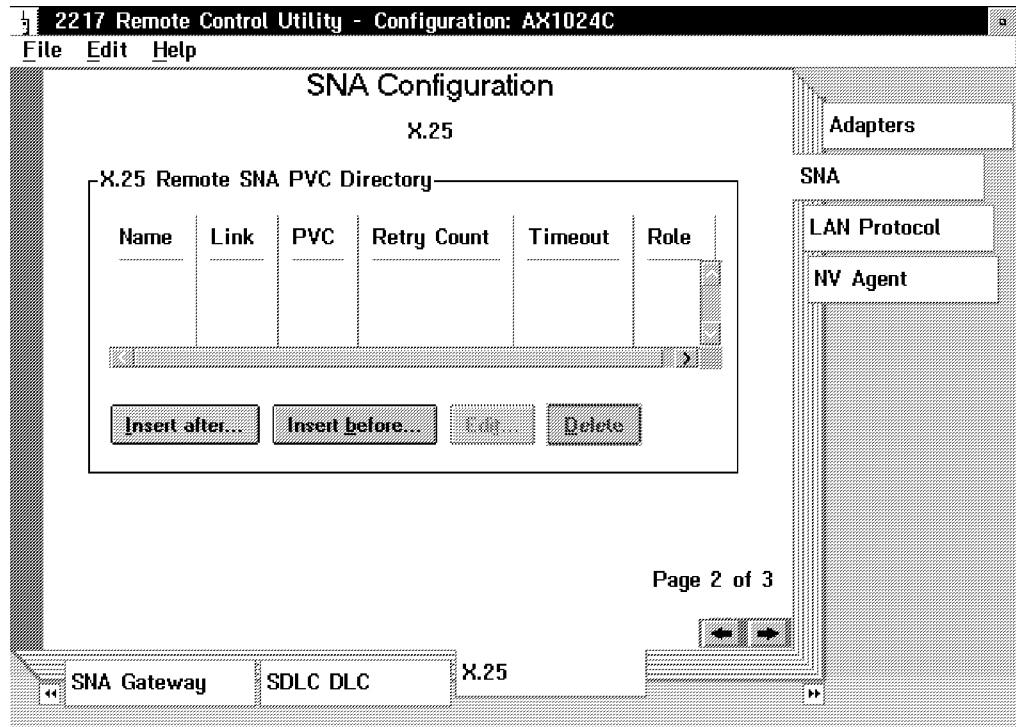 2217 Remote Control Utility - Configuration: AX1024C
File Edit Help
SNA Configuration
X.25
Adapters
SNA
LAN Protocol
NV Agent
X.25 Remote SNA PVC Directory
Name Link PVC Retry Count Timeout Role
Insert after... Insert before... Edit... Delete
Page 2 of 3
SNA Gateway SDLC DLC X.25